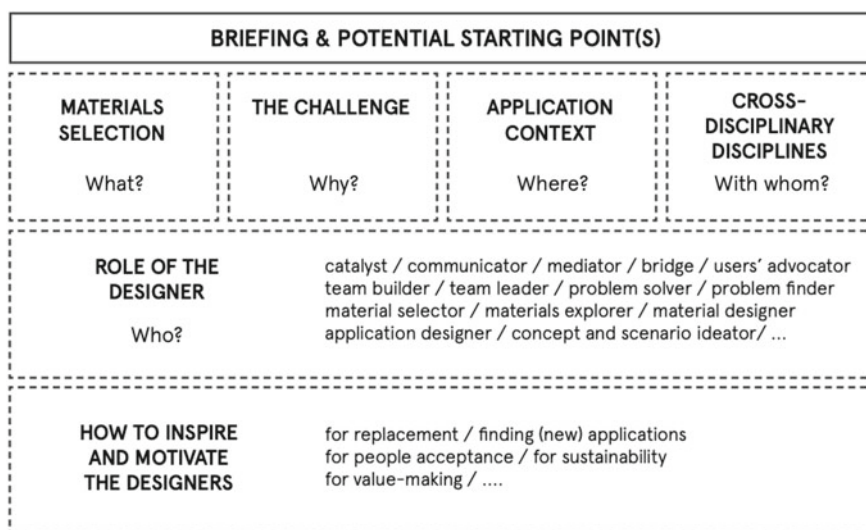 BRIEFING & POTENTIAL STARTING POINT(S)
MATERIALS
SELECTION
What?
THE CHALLENGE
Why?
APPLICATION
CONTEXT
Where?
CROSS-
DISCIPLINARY
DISCIPLINES
With whom?
ROLE OF THE
DESIGNER
Who?
catalyst / communicator / mediator / bridge / users' advocator
team builder / team leader / problem solver / problem finder
material selector / materials explorer / material designer
application designer / concept and scenario ideator/ ...
HOW TO INSPIRE
AND MOTIVATE
THE DESIGNERS
for replacement / finding (new) applications
for people acceptance / for sustainability
for value-making / ....